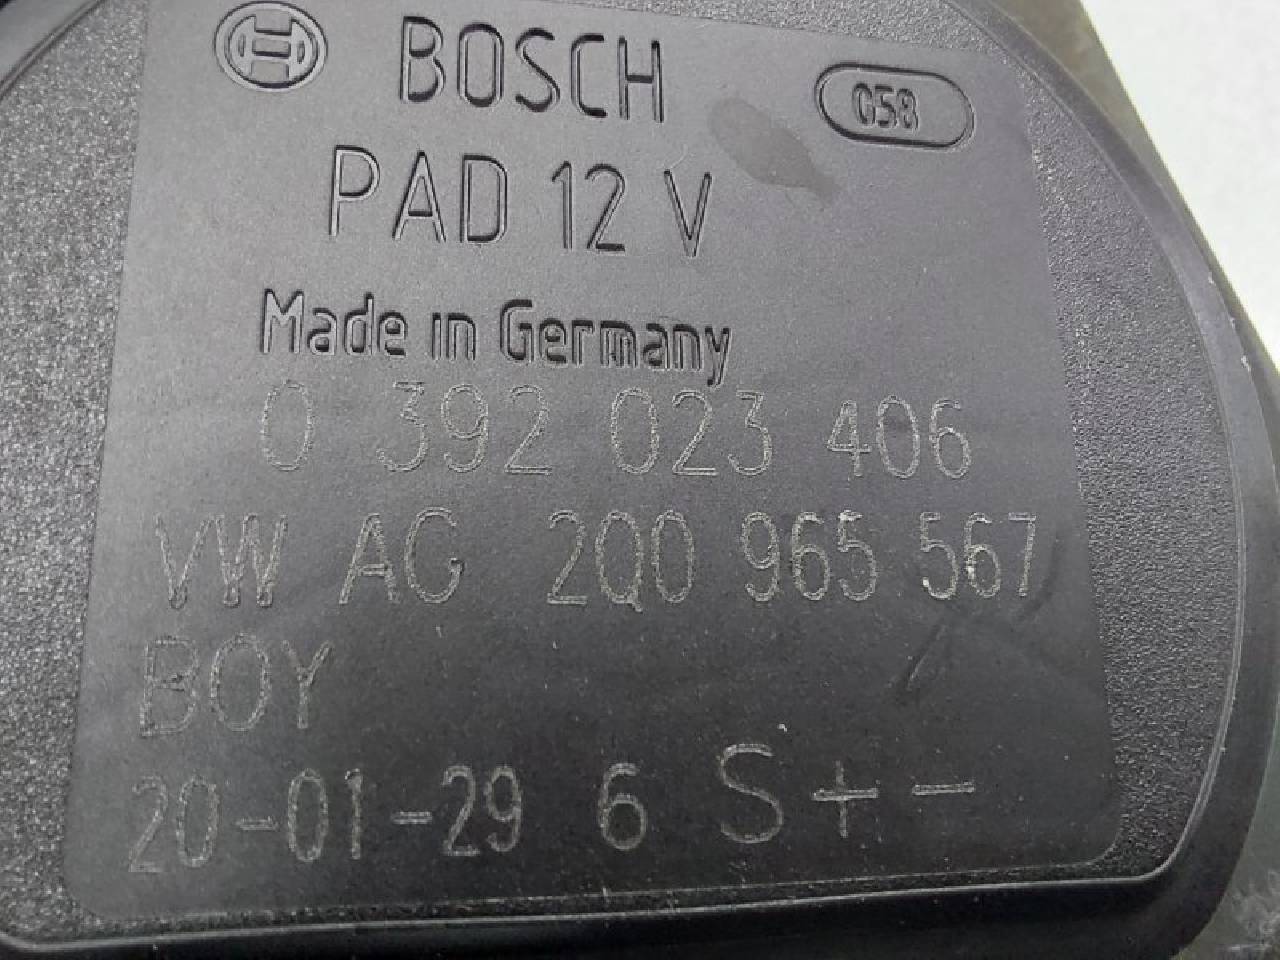 BOSCH
058
PAD 12 V
Made in Germany
0 392 023 406
VW AG 2Q0 965 567
BOY
20-01-29 6 S + -